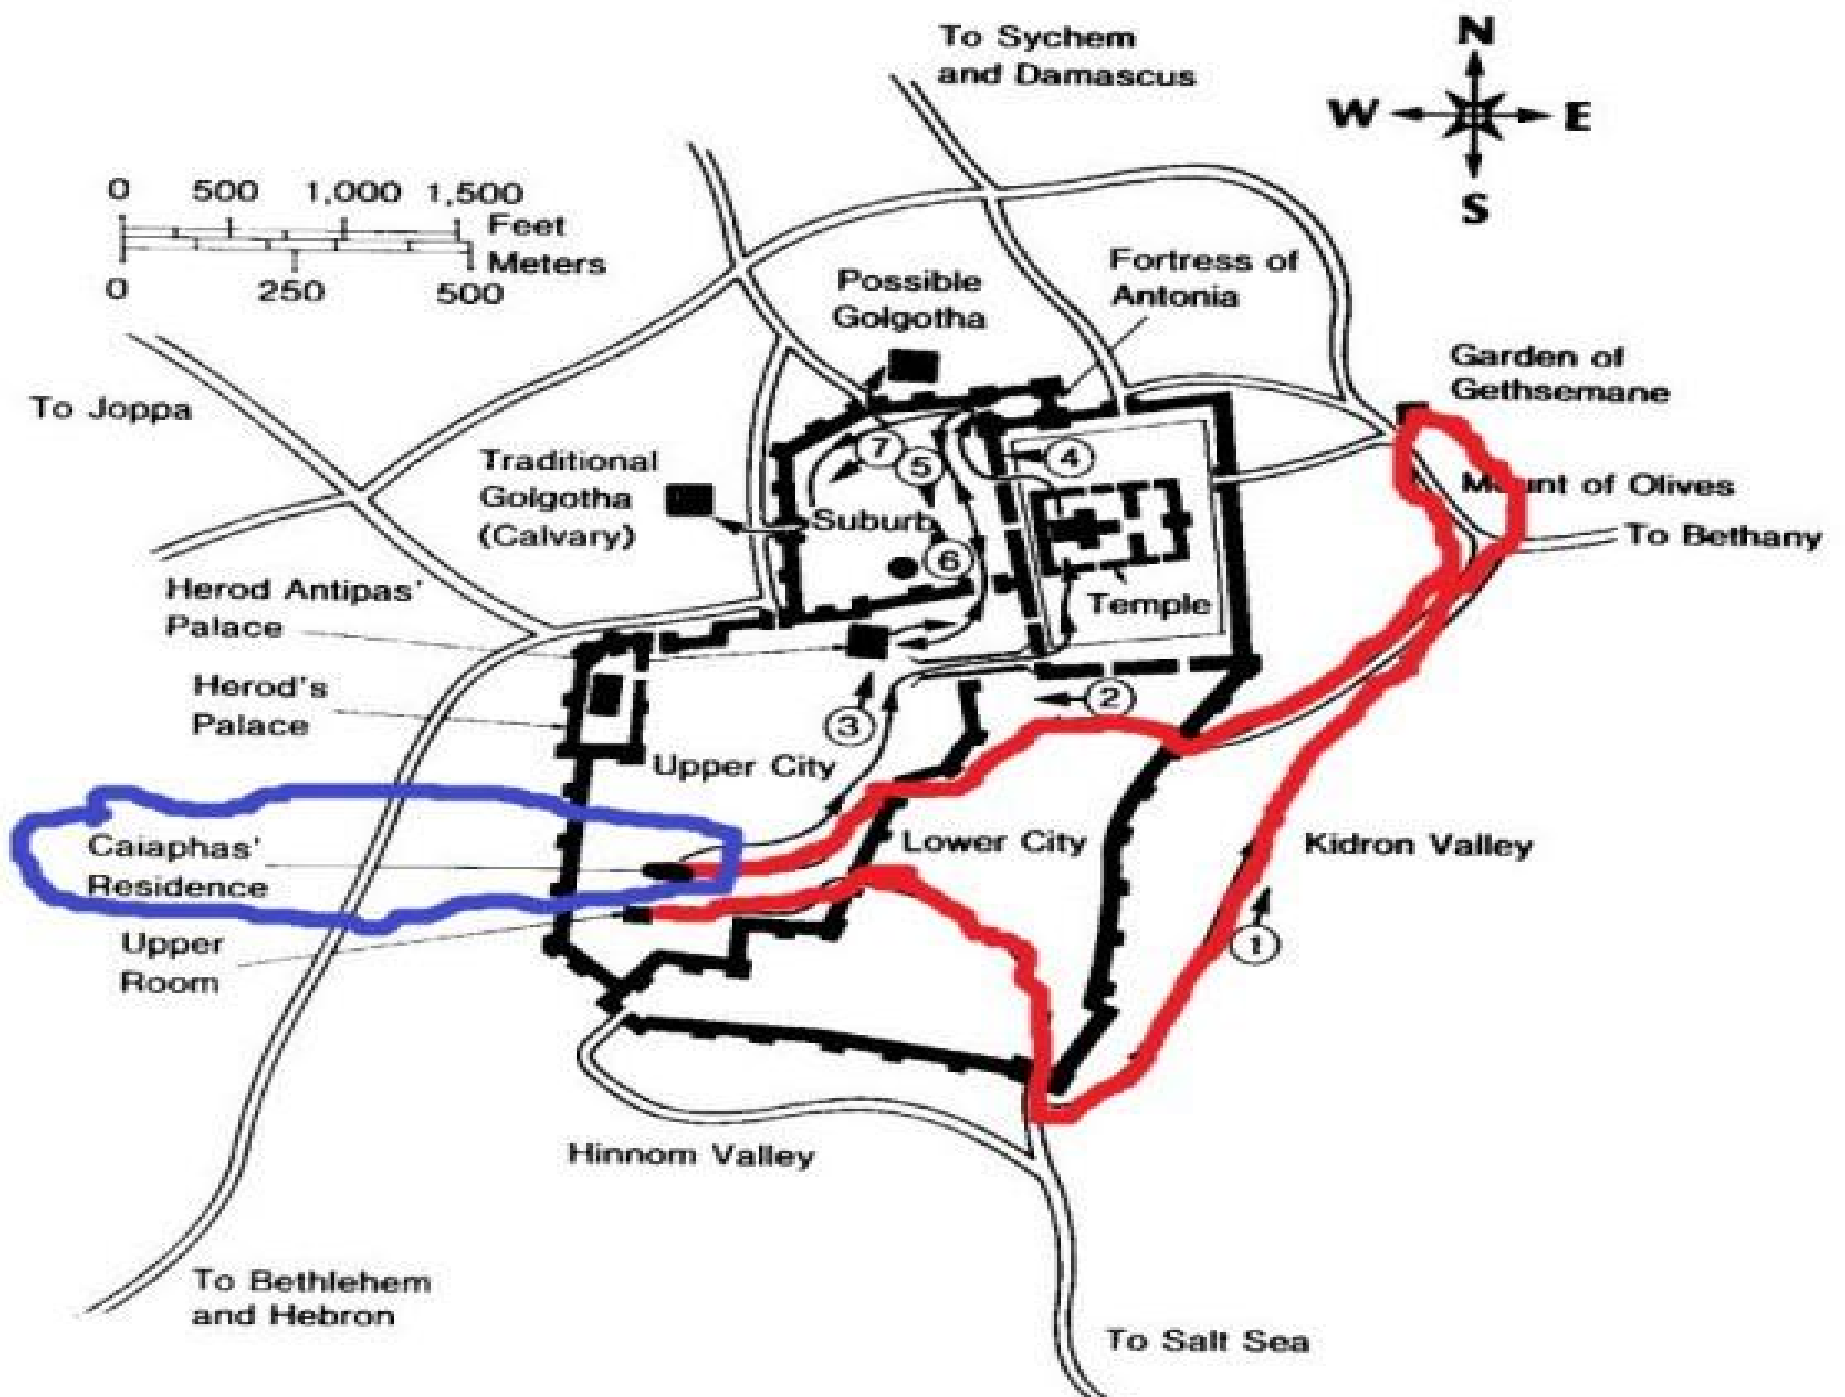 To Sychem
and Damascus
N
W E
S
0 500 1,000 1,500
Feet
Meters
0 250 500
Possible
Golgotha
Fortress of
Antonia
Garden of
Gethsemane
To Joppa
Traditional
Golgotha
(Calvary)
7
5
4
Mount of Olives
To Bethany
Suburb
6
Temple
Herod Antipas'
Palace
Herod's
Palace
2
3
Upper City
Caiaphas'
Residence
Lower City
Kidron Valley
Upper
Room
1
Hinnom Valley
To Bethlehem
and Hebron
To Salt Sea